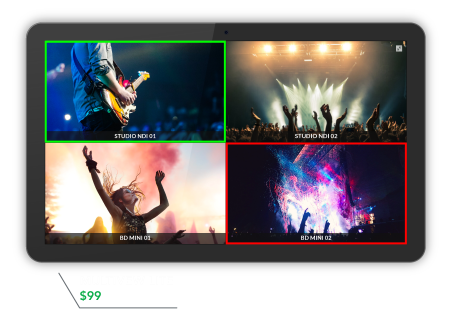 STUDIO NDI 01
STUDIO NDI 02
BD MINI 01
BD MINI 02
$99